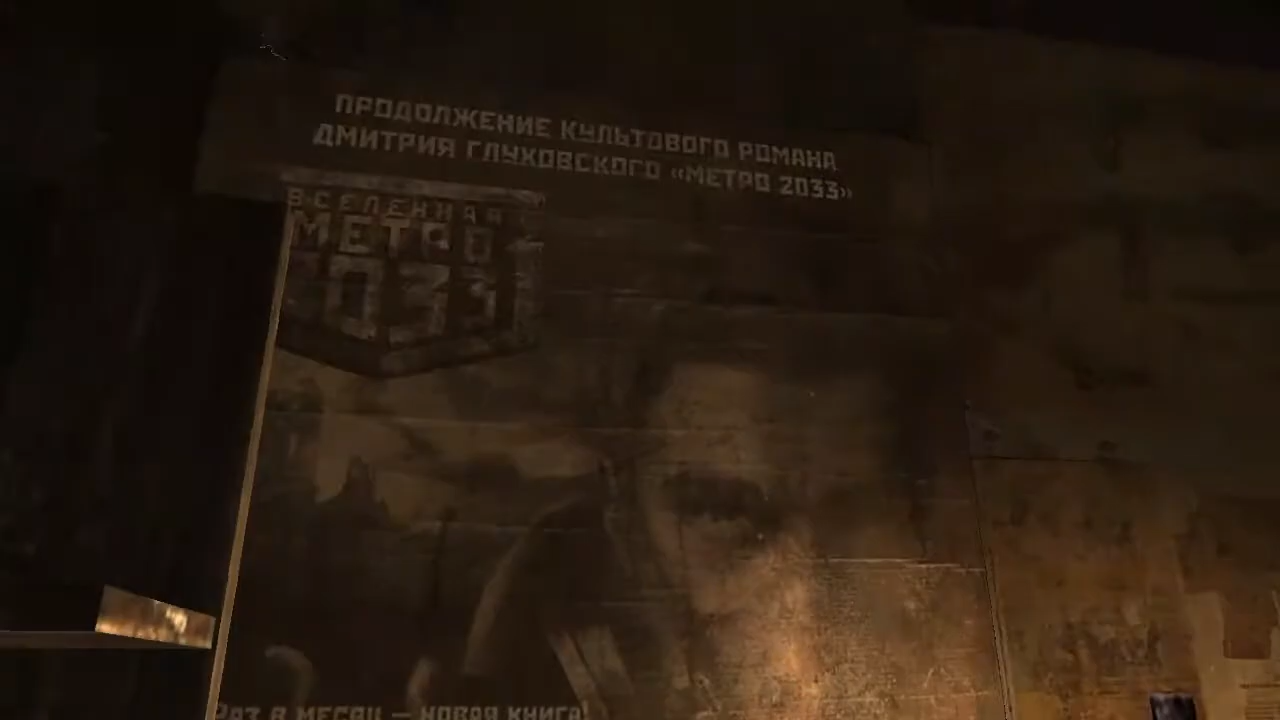 ПРОДОЛЖЕНИЕ КУЛЬТОВОГО РОМАНА
ДМИТРИЯ ГЛУХОВСКОГО «МЕТРО 2033»
ВСЕЛЕННАЯ
МЕТРО
2033
РАЗ В МЕСЯЦ — НОВАЯ КНИГА!